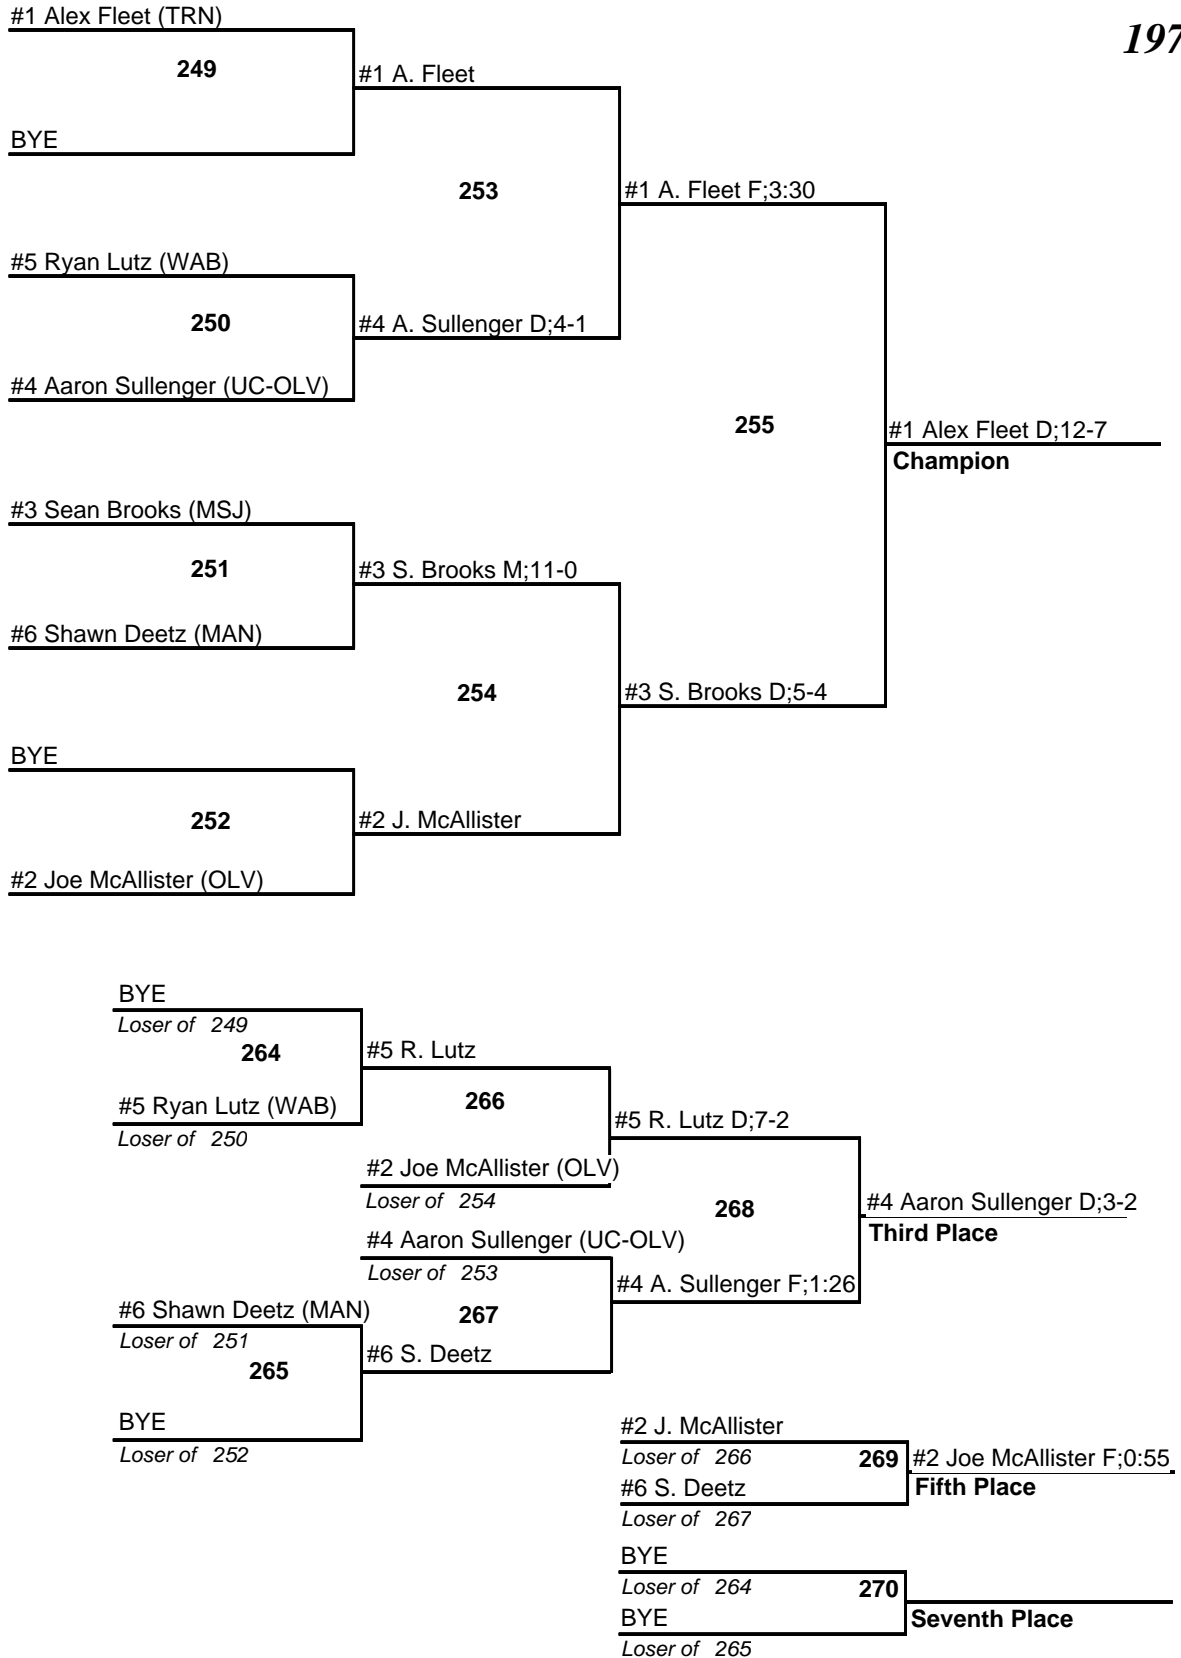 #1 Alex Fleet (TRN)
197
249
#1 A. Fleet
BYE
253
#1 A. Fleet F;3:30
#5 Ryan Lutz (WAB)
250
#4 A. Sullenger D;4-1
#4 Aaron Sullenger (UC-OLV)
255
#1 Alex Fleet D;12-7
Champion
#3 Sean Brooks (MSJ)
251
#3 S. Brooks M;11-0
#6 Shawn Deetz (MAN)
254
#3 S. Brooks D;5-4
BYE
252
#2 J. McAllister
#2 Joe McAllister (OLV)
BYE
Loser of 249
264
#5 R. Lutz
#5 Ryan Lutz (WAB)
Loser of 250
266
#5 R. Lutz D;7-2
#2 Joe McAllister (OLV)
Loser of 254
268
#4 Aaron Sullenger D;3-2
Third Place
#4 Aaron Sullenger (UC-OLV)
Loser of 253
#4 A. Sullenger F;1:26
#6 Shawn Deetz (MAN)
267
Loser of 251
265
#6 S. Deetz
BYE
Loser of 252
#2 J. McAllister
Loser of 266
269
#2 Joe McAllister F;0:55
#6 S. Deetz
Fifth Place
Loser of 267
BYE
Loser of 264
270
BYE
Seventh Place
Loser of 265